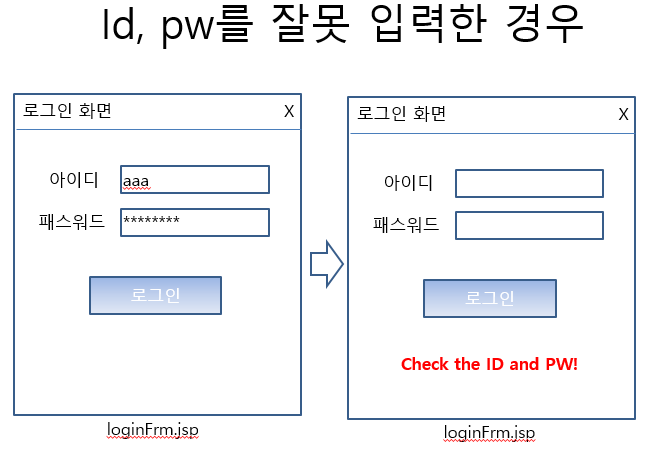 Id, pw를 잘못 입력한 경우
로그인 화면 X
아이디 aaa
패스워드 ********
로그인
loginFrm.jsp
로그인 화면 X
아이디
패스워드
로그인
Check the ID and PW!
loginFrm.jsp